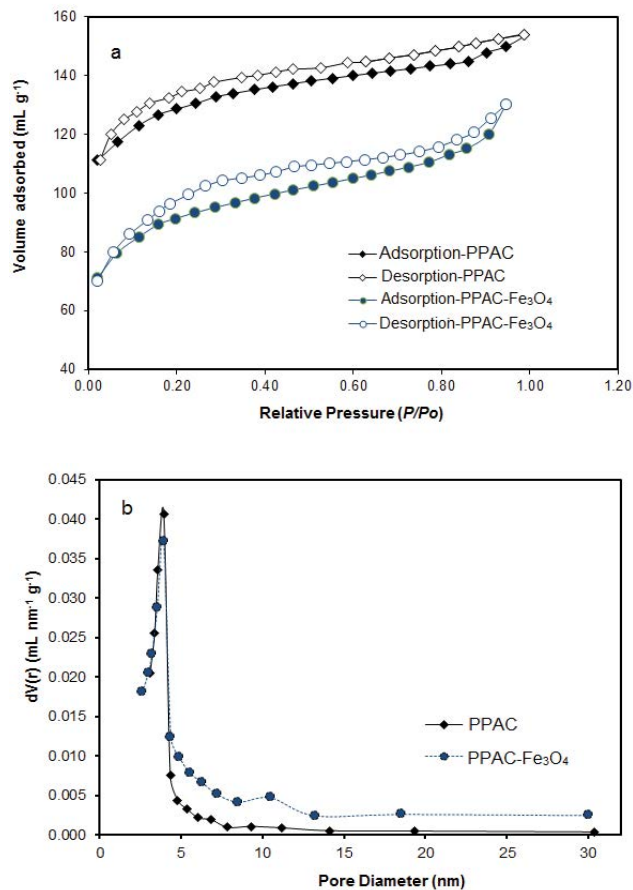 a
160
140
120
100
80
60
40
Volume adsorbed (mL g⁻¹)
Adsorption-PPAC
Desorption-PPAC
Adsorption-PPAC-Fe₃O₄
Desorption-PPAC-Fe₃O₄
0.00 0.20 0.40 0.60 0.80 1.00 1.20
Relative Pressure (P/Po)
b
0.045
0.040
0.035
0.030
0.025
0.020
0.015
0.010
0.005
0.000
dV(r) (mL nm⁻¹ g⁻¹)
PPAC
PPAC-Fe₃O₄
0 5 10 15 20 25 30
Pore Diameter (nm)